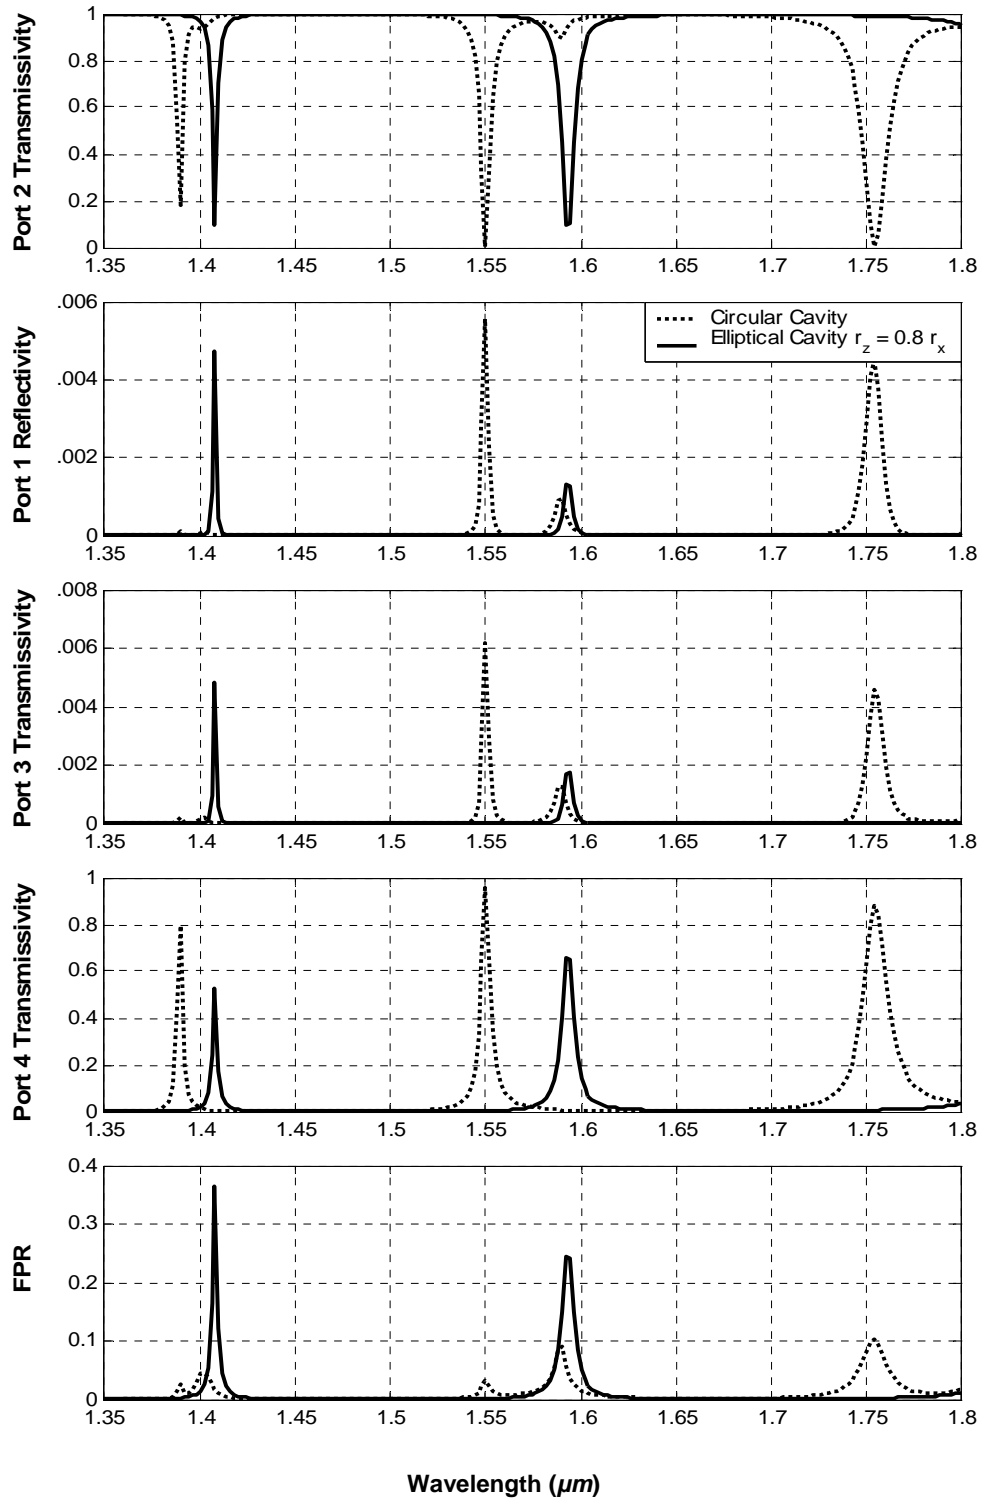 Port 2 Transmissivity
1
0.8
0.6
0.4
0.2
0
1.35 1.4 1.45 1.5 1.55 1.6 1.65 1.7 1.75 1.8
Port 1 Reflectivity
.006
.004
.002
0
Circular Cavity
Elliptical Cavity r_z = 0.8 r_x
1.35 1.4 1.45 1.5 1.55 1.6 1.65 1.7 1.75 1.8
Port 3 Transmissivity
.008
.006
.004
.002
0
1.35 1.4 1.45 1.5 1.55 1.6 1.65 1.7 1.75 1.8
Port 4 Transmissivity
1
0.8
0.6
0.4
0.2
0
1.35 1.4 1.45 1.5 1.55 1.6 1.65 1.7 1.75 1.8
FPR
0.4
0.3
0.2
0.1
0
1.35 1.4 1.45 1.5 1.55 1.6 1.65 1.7 1.75 1.8
Wavelength (μm)